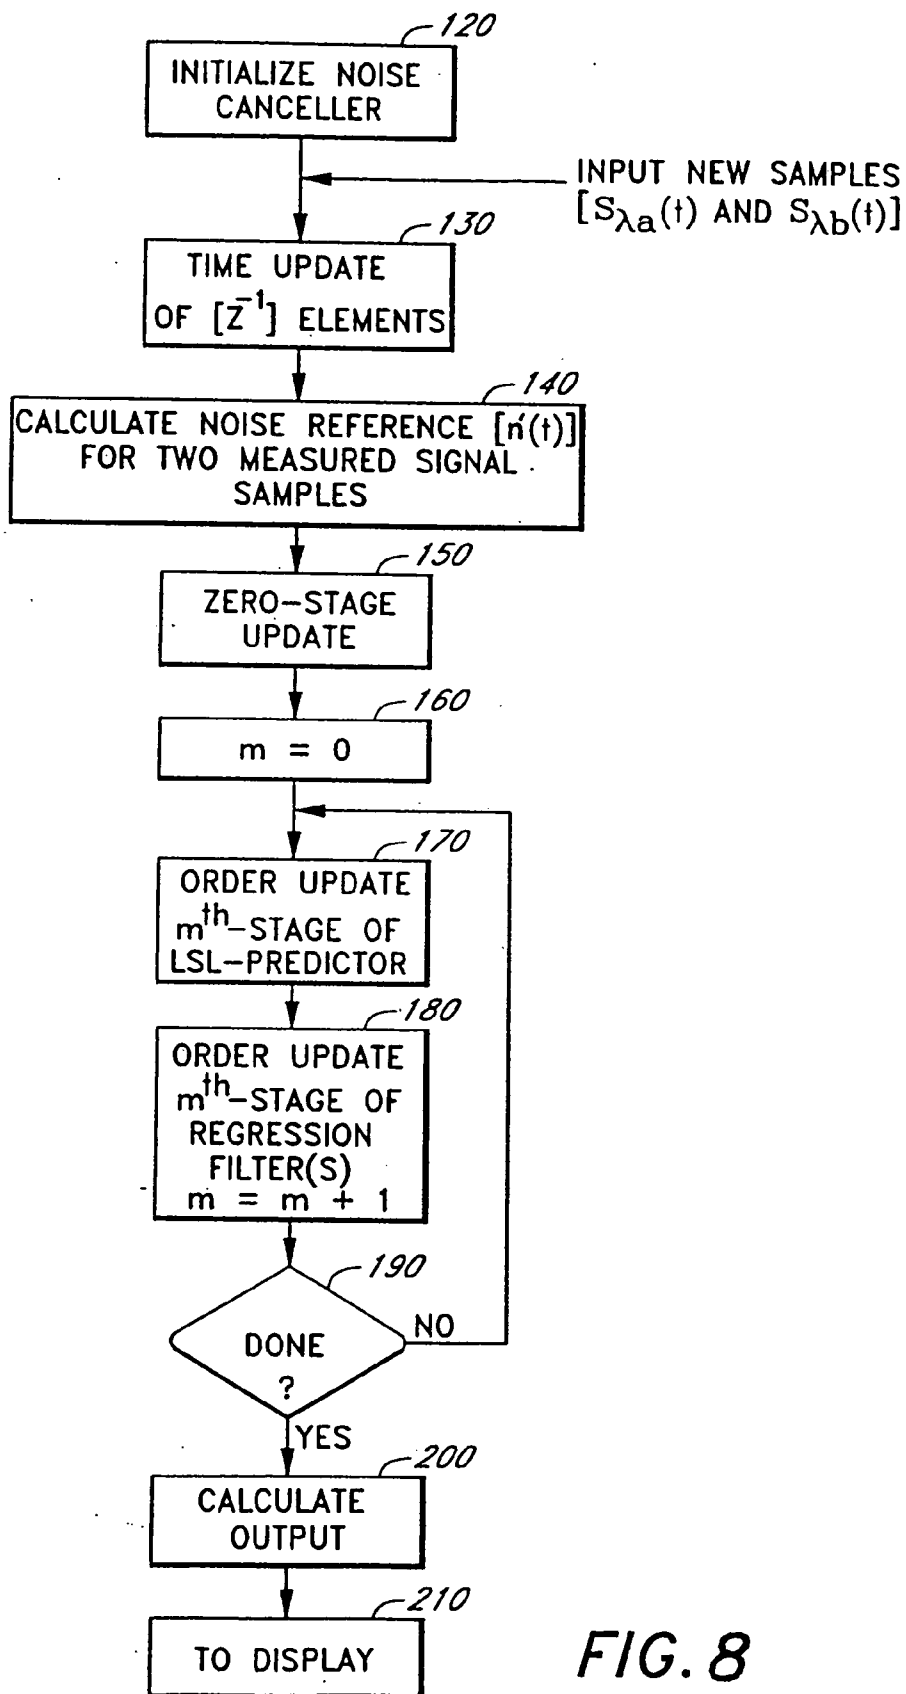 120
INITIALIZE NOISE
CANCELLER
INPUT NEW SAMPLES
[Sλa(t) AND Sλb(t)]
130
TIME UPDATE
OF [Z⁻¹] ELEMENTS
140
CALCULATE NOISE REFERENCE [n'(t)]
FOR TWO MEASURED SIGNAL
SAMPLES
150
ZERO-STAGE
UPDATE
160
m = 0
170
ORDER UPDATE
mth-STAGE OF
LSL-PREDICTOR
180
ORDER UPDATE
mth-STAGE OF
REGRESSION
FILTER(S)
m = m + 1
190
DONE
?
NO
YES
200
CALCULATE
OUTPUT
210
TO DISPLAY
FIG. 8